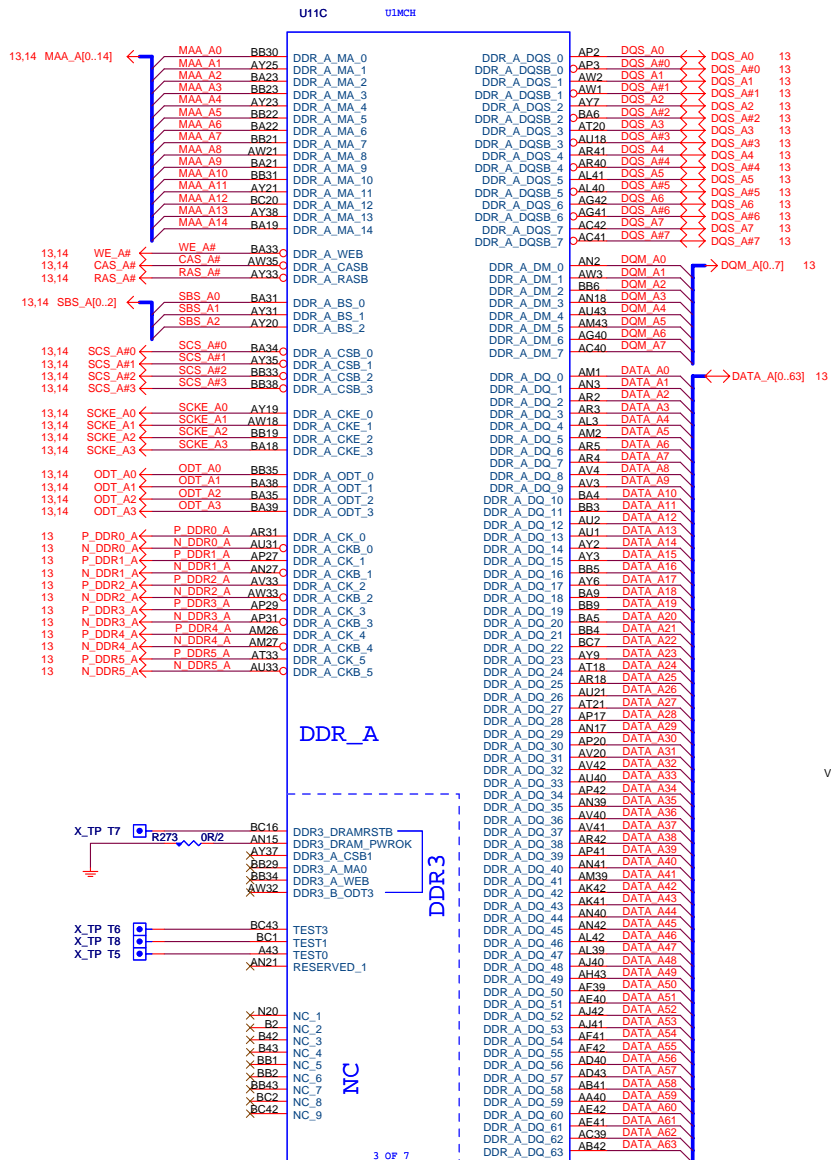 U11C U1MCH
13,14 MAA_A[0..14]
MAA_A0 BB30 DDR_A_MA_0
MAA_A1 AY25 DDR_A_MA_1
MAA_A2 BA23 DDR_A_MA_2
MAA_A3 BB23 DDR_A_MA_3
MAA_A4 AY23 DDR_A_MA_4
MAA_A5 BB22 DDR_A_MA_5
MAA_A6 BA22 DDR_A_MA_6
MAA_A7 BB21 DDR_A_MA_7
MAA_A8 AW21 DDR_A_MA_8
MAA_A9 BA21 DDR_A_MA_9
MAA_A10 BB31 DDR_A_MA_10
MAA_A11 AY21 DDR_A_MA_11
MAA_A12 BC20 DDR_A_MA_12
MAA_A13 AY38 DDR_A_MA_13
MAA_A14 BA19 DDR_A_MA_14
13,14 WE_A# WE_A# BA33 DDR_A_WEB
13,14 CAS_A# CAS_A# AW35 DDR_A_CASB
13,14 RAS_A# RAS_A# AY33 DDR_A_RASB
13,14 SBS_A[0..2]
SBS_A0 BA31 DDR_A_BS_0
SBS_A1 AY31 DDR_A_BS_1
SBS_A2 AY20 DDR_A_BS_2
13,14 SCS_A#0 SCS_A#0 BA34 DDR_A_CSB_0
13,14 SCS_A#1 SCS_A#1 AY35 DDR_A_CSB_1
13,14 SCS_A#2 SCS_A#2 BB33 DDR_A_CSB_2
13,14 SCS_A#3 SCS_A#3 BB38 DDR_A_CSB_3
13,14 SCKE_A0 SCKE_A0 AY19 DDR_A_CKE_0
13,14 SCKE_A1 SCKE_A1 AW18 DDR_A_CKE_1
13,14 SCKE_A2 SCKE_A2 BB19 DDR_A_CKE_2
13,14 SCKE_A3 SCKE_A3 BA18 DDR_A_CKE_3
13,14 ODT_A0 ODT_A0 BB35 DDR_A_ODT_0
13,14 ODT_A1 ODT_A1 BA38 DDR_A_ODT_1
13,14 ODT_A2 ODT_A2 BA35 DDR_A_ODT_2
13,14 ODT_A3 ODT_A3 BA39 DDR_A_ODT_3
13 P_DDR0_A P_DDR0_A AR31 DDR_A_CK_0
13 N_DDR0_A N_DDR0_A AU31 DDR_A_CKB_0
13 P_DDR1_A P_DDR1_A AP27 DDR_A_CK_1
13 N_DDR1_A N_DDR1_A AN27 DDR_A_CKB_1
13 P_DDR2_A P_DDR2_A AV33 DDR_A_CK_2
13 N_DDR2_A N_DDR2_A AW33 DDR_A_CKB_2
13 P_DDR3_A P_DDR3_A AP29 DDR_A_CK_3
13 N_DDR3_A N_DDR3_A AP31 DDR_A_CKB_3
13 P_DDR4_A P_DDR4_A AM26 DDR_A_CK_4
13 N_DDR4_A N_DDR4_A AM27 DDR_A_CKB_4
13 P_DDR5_A P_DDR5_A AT33 DDR_A_CK_5
13 N_DDR5_A N_DDR5_A AU33 DDR_A_CKB_5
DDR_A
X_TP T7 BC16 DDR3_DRAMRSTB
R273 0R/2 AN15 DDR3_DRAM_PWROK
AY37 DDR3_A_CSB1
BB29 DDR3_A_MA0
BB34 DDR3_A_WEB
AW32 DDR3_B_ODT3
DDR3
X_TP T6 BC43 TEST3
X_TP T8 BC1 TEST1
X_TP T5 A43 TEST0
AN21 RESERVED_1
N20 NC_1
B2 NC_2
B42 NC_3
B43 NC_4
BB1 NC_5
BB2 NC_6
BB43 NC_7
BC2 NC_8
BC42 NC_9
NC
3 OF 7
DDR_A_DQS_0 AP2 DQS_A0 DQS_A0 13
DDR_A_DQSB_0 AP3 DQS_A#0 DQS_A#0 13
DDR_A_DQS_1 AW2 DQS_A1 DQS_A1 13
DDR_A_DQSB_1 AW1 DQS_A#1 DQS_A#1 13
DDR_A_DQS_2 AY7 DQS_A2 DQS_A2 13
DDR_A_DQSB_2 BA6 DQS_A#2 DQS_A#2 13
DDR_A_DQS_3 AT20 DQS_A3 DQS_A3 13
DDR_A_DQSB_3 AU18 DQS_A#3 DQS_A#3 13
DDR_A_DQS_4 AR41 DQS_A4 DQS_A4 13
DDR_A_DQSB_4 AR40 DQS_A#4 DQS_A#4 13
DDR_A_DQS_5 AL41 DQS_A5 DQS_A5 13
DDR_A_DQSB_5 AL40 DQS_A#5 DQS_A#5 13
DDR_A_DQS_6 AG42 DQS_A6 DQS_A6 13
DDR_A_DQSB_6 AG41 DQS_A#6 DQS_A#6 13
DDR_A_DQS_7 AC42 DQS_A7 DQS_A7 13
DDR_A_DQSB_7 AC41 DQS_A#7 DQS_A#7 13
DDR_A_DM_0 AN2 DQM_A0 DQM_A[0..7] 13
DDR_A_DM_1 AW3 DQM_A1
DDR_A_DM_2 BB6 DQM_A2
DDR_A_DM_3 AN18 DQM_A3
DDR_A_DM_4 AU43 DQM_A4
DDR_A_DM_5 AM43 DQM_A5
DDR_A_DM_6 AG40 DQM_A6
DDR_A_DM_7 AC40 DQM_A7
DDR_A_DQ_0 AM1 DATA_A0 DATA_A[0..63] 13
DDR_A_DQ_1 AN3 DATA_A1
DDR_A_DQ_2 AR2 DATA_A2
DDR_A_DQ_3 AR3 DATA_A3
DDR_A_DQ_4 AL3 DATA_A4
DDR_A_DQ_5 AM2 DATA_A5
DDR_A_DQ_6 AR5 DATA_A6
DDR_A_DQ_7 AR4 DATA_A7
DDR_A_DQ_8 AV4 DATA_A8
DDR_A_DQ_9 AV3 DATA_A9
DDR_A_DQ_10 BA4 DATA_A10
DDR_A_DQ_11 BB3 DATA_A11
DDR_A_DQ_12 AU2 DATA_A12
DDR_A_DQ_13 AU1 DATA_A13
DDR_A_DQ_14 AY2 DATA_A14
DDR_A_DQ_15 AY3 DATA_A15
DDR_A_DQ_16 BB5 DATA_A16
DDR_A_DQ_17 AY6 DATA_A17
DDR_A_DQ_18 BA9 DATA_A18
DDR_A_DQ_19 BB9 DATA_A19
DDR_A_DQ_20 BA5 DATA_A20
DDR_A_DQ_21 BB4 DATA_A21
DDR_A_DQ_22 BC7 DATA_A22
DDR_A_DQ_23 AY9 DATA_A23
DDR_A_DQ_24 AT18 DATA_A24
DDR_A_DQ_25 AR18 DATA_A25
DDR_A_DQ_26 AU21 DATA_A26
DDR_A_DQ_27 AT21 DATA_A27
DDR_A_DQ_28 AP17 DATA_A28
DDR_A_DQ_29 AN17 DATA_A29
DDR_A_DQ_30 AP20 DATA_A30
DDR_A_DQ_31 AV20 DATA_A31
DDR_A_DQ_32 AV42 DATA_A32
DDR_A_DQ_33 AU40 DATA_A33
DDR_A_DQ_34 AP42 DATA_A34
DDR_A_DQ_35 AN39 DATA_A35
DDR_A_DQ_36 AV40 DATA_A36
DDR_A_DQ_37 AV41 DATA_A37
DDR_A_DQ_38 AR42 DATA_A38
DDR_A_DQ_39 AP41 DATA_A39
DDR_A_DQ_40 AN41 DATA_A40
DDR_A_DQ_41 AM39 DATA_A41
DDR_A_DQ_42 AK42 DATA_A42
DDR_A_DQ_43 AK41 DATA_A43
DDR_A_DQ_44 AN40 DATA_A44
DDR_A_DQ_45 AN42 DATA_A45
DDR_A_DQ_46 AL42 DATA_A46
DDR_A_DQ_47 AL39 DATA_A47
DDR_A_DQ_48 AJ40 DATA_A48
DDR_A_DQ_49 AH43 DATA_A49
DDR_A_DQ_50 AF39 DATA_A50
DDR_A_DQ_51 AE40 DATA_A51
DDR_A_DQ_52 AJ42 DATA_A52
DDR_A_DQ_53 AJ41 DATA_A53
DDR_A_DQ_54 AF41 DATA_A54
DDR_A_DQ_55 AF42 DATA_A55
DDR_A_DQ_56 AD40 DATA_A56
DDR_A_DQ_57 AD43 DATA_A57
DDR_A_DQ_58 AB41 DATA_A58
DDR_A_DQ_59 AA40 DATA_A59
DDR_A_DQ_60 AE42 DATA_A60
DDR_A_DQ_61 AE41 DATA_A61
DDR_A_DQ_62 AC39 DATA_A62
DDR_A_DQ_63 AB42 DATA_A63
V